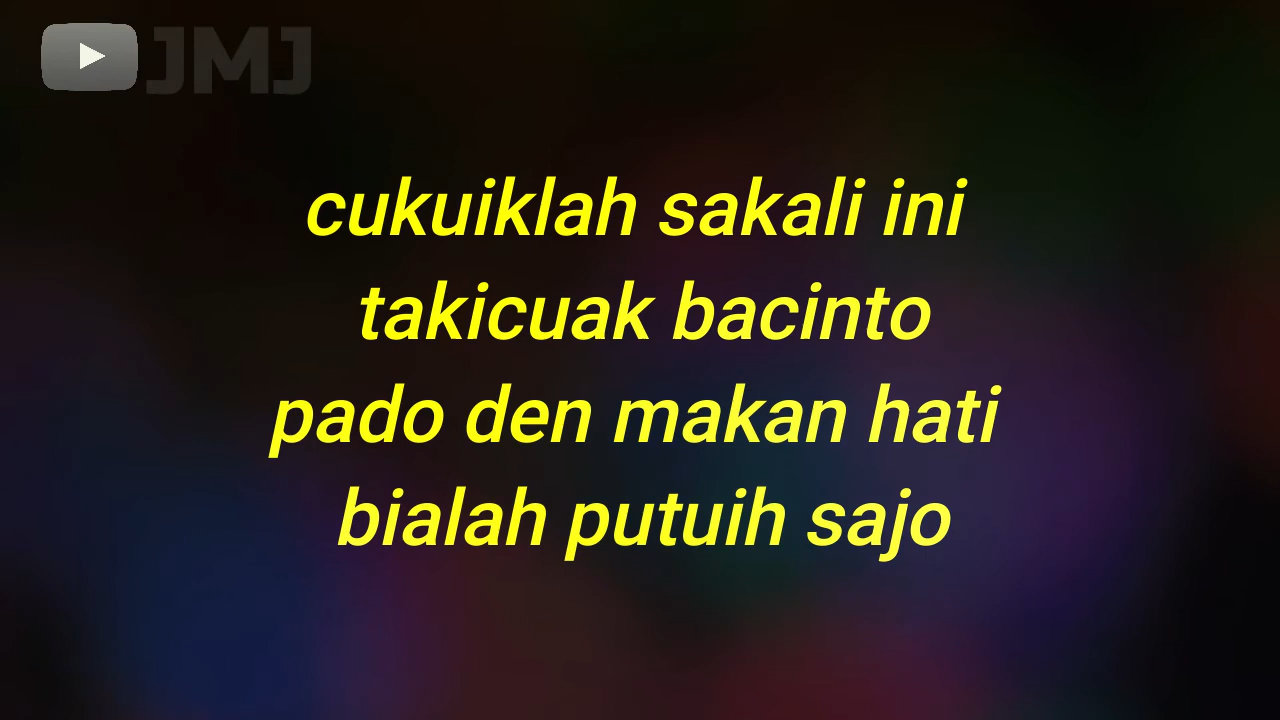 JMJ
cukuiklah sakali ini
takicuak bacinto
pado den makan hati
bialah putuih sajo